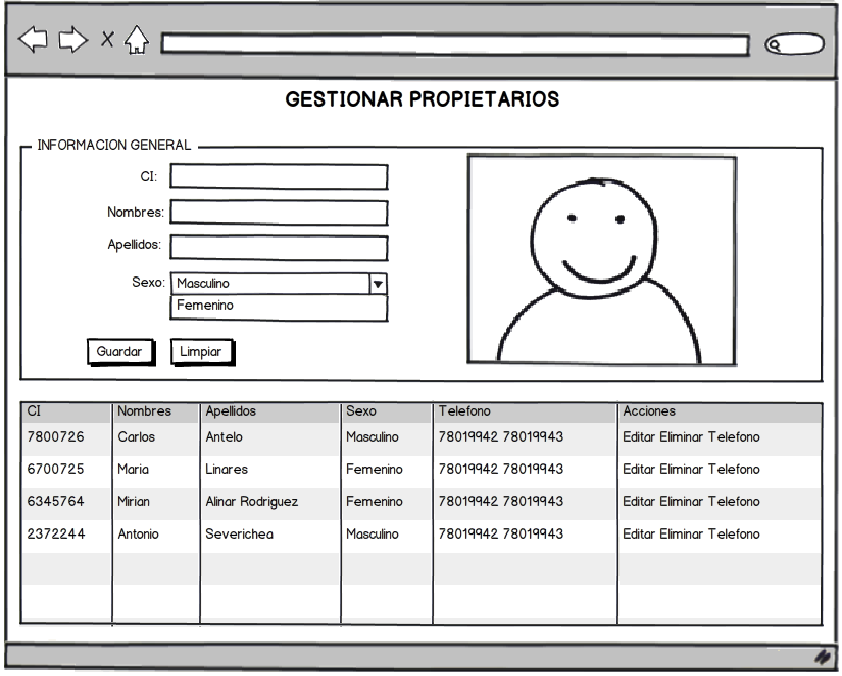 GESTIONAR PROPIETARIOS
INFORMACION GENERAL
CI:
Nombres:
Apellidos:
Sexo: Masculino
Femenino
Guardar Limpiar
CI Nombres Apellidos Sexo Telefono Acciones
7800726 Carlos Antelo Masculino 78019942 78019943 Editar Eliminar Telefono
6700725 Maria Linares Femenino 78019942 78019943 Editar Eliminar Telefono
6345764 Mirian Alinar Rodriguez Femenino 78019942 78019943 Editar Eliminar Telefono
2372244 Antonio Severichea Masculino 78019942 78019943 Editar Eliminar Telefono